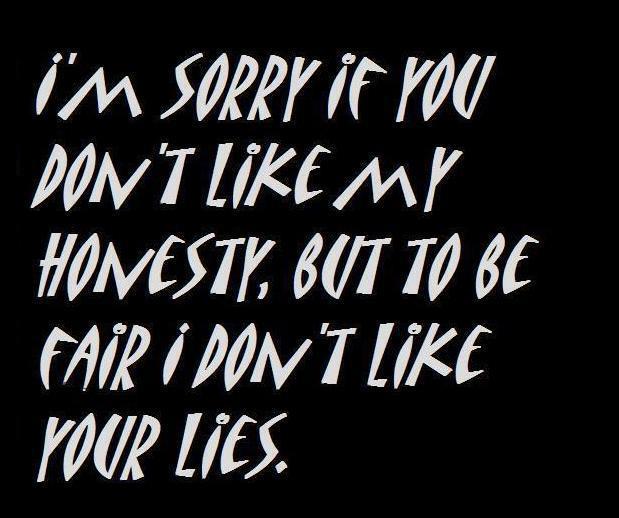 i'M SORRY iF YOU
DON'T LiKE MY
HONESTY, BUT TO BE
FAiR i DON'T LiKE
YOUR LiES.